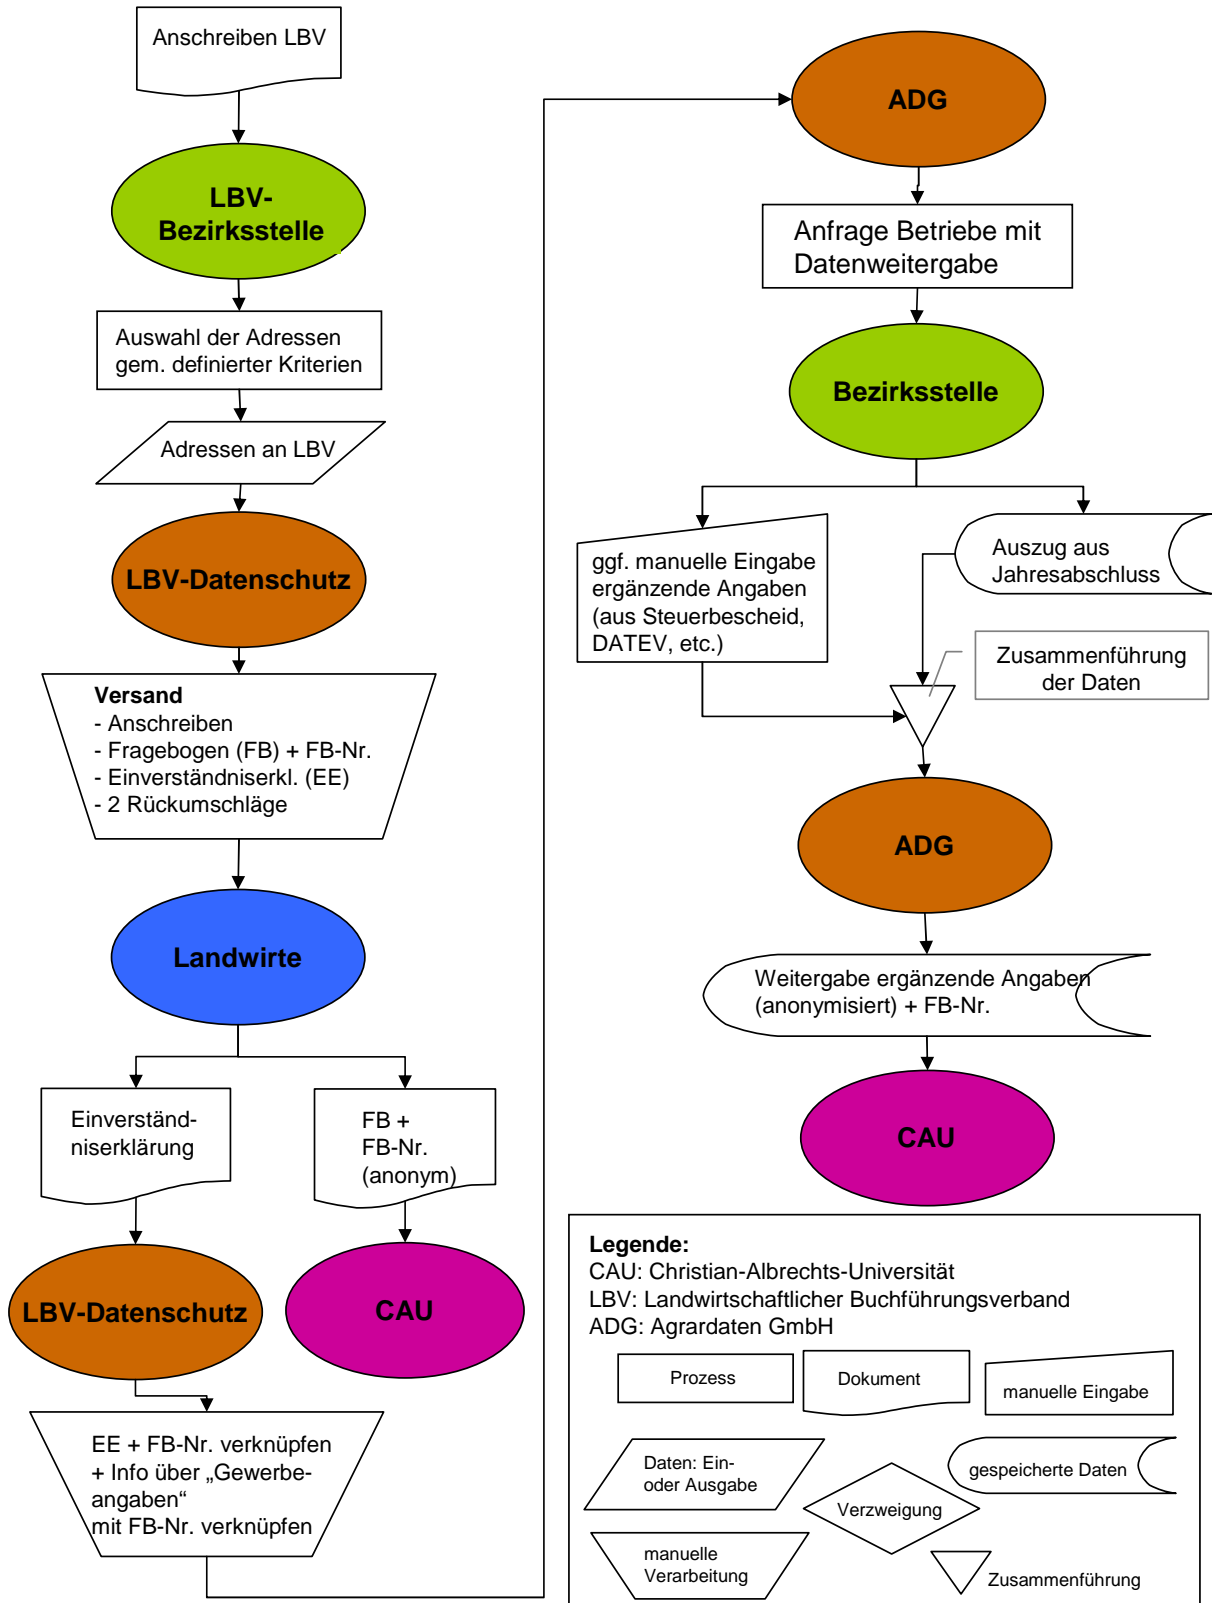 Anschreiben LBV
LBV-
Bezirksstelle
Auswahl der Adressen
gem. definierter Kriterien
Adressen an LBV
LBV-Datenschutz
Versand
- Anschreiben
- Fragebogen (FB) + FB-Nr.
- Einverständniserkl. (EE)
- 2 Rückumschläge
Landwirte
Einverständ-
niserklärung
FB +
FB-Nr.
(anonym)
LBV-Datenschutz
CAU
EE + FB-Nr. verknüpfen
+ Info über „Gewerbe-
angaben“
mit FB-Nr. verknüpfen
ADG
Anfrage Betriebe mit
Datenweitergabe
Bezirksstelle
ggf. manuelle Eingabe
ergänzende Angaben
(aus Steuerbescheid,
DATEV, etc.)
Auszug aus
Jahresabschluss
Zusammenführung
der Daten
ADG
Weitergabe ergänzende Angaben
(anonymisiert) + FB-Nr.
CAU
Legende:
CAU: Christian-Albrechts-Universität
LBV: Landwirtschaftlicher Buchführungsverband
ADG: Agrardaten GmbH
Prozess
Dokument
manuelle Eingabe
Daten: Ein-
oder Ausgabe
Verzweigung
gespeicherte Daten
manuelle
Verarbeitung
Zusammenführung